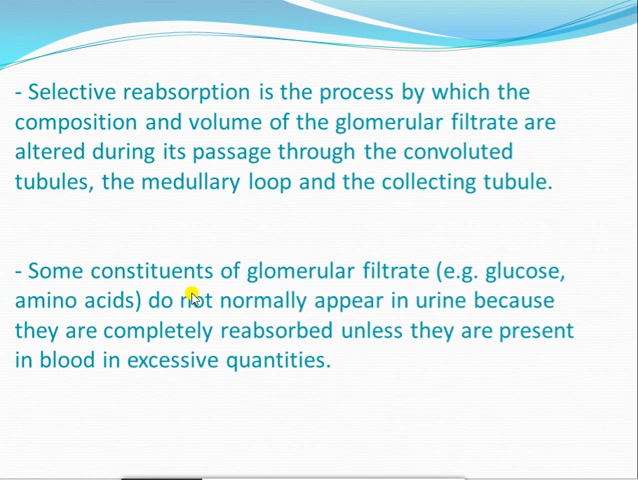 - Selective reabsorption is the process by which the
composition and volume of the glomerular filtrate are
altered during its passage through the convoluted
tubules, the medullary loop and the collecting tubule.
- Some constituents of glomerular filtrate (e.g. glucose,
amino acids) do not normally appear in urine because
they are completely reabsorbed unless they are present
in blood in excessive quantities.